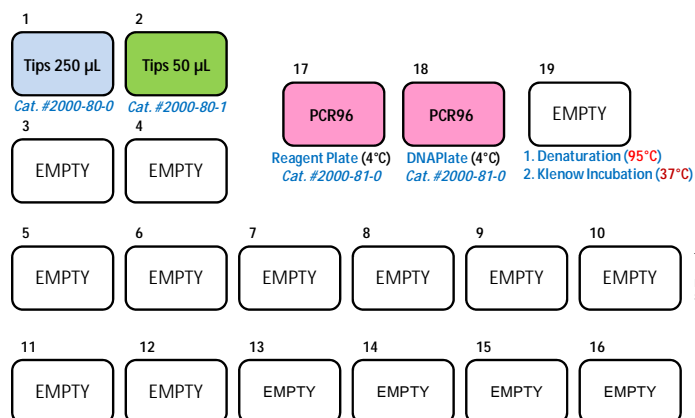 1 2
Tips 250 µL Tips 50 µL
Cat. #2000-80-0 Cat. #2000-80-1
17 18 19
PCR96 PCR96 EMPTY
Reagent Plate (4°C) DNAPlate (4°C) 1. Denaturation (95°C)
Cat. #2000-81-0 Cat. #2000-81-0 2. Klenow Incubation (37°C)
3 4
EMPTY EMPTY
5 6 7 8 9 10
EMPTY EMPTY EMPTY EMPTY EMPTY EMPTY
11 12 13 14 15 16
EMPTY EMPTY EMPTY EMPTY EMPTY EMPTY